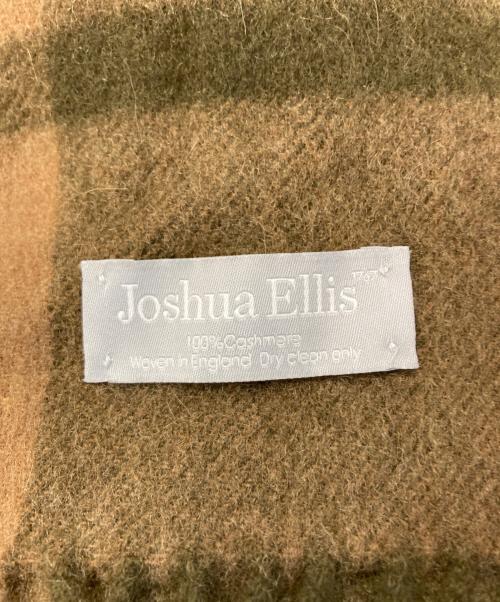 Joshua Ellis 1767
100% Cashmere
Woven in England Dry clean only